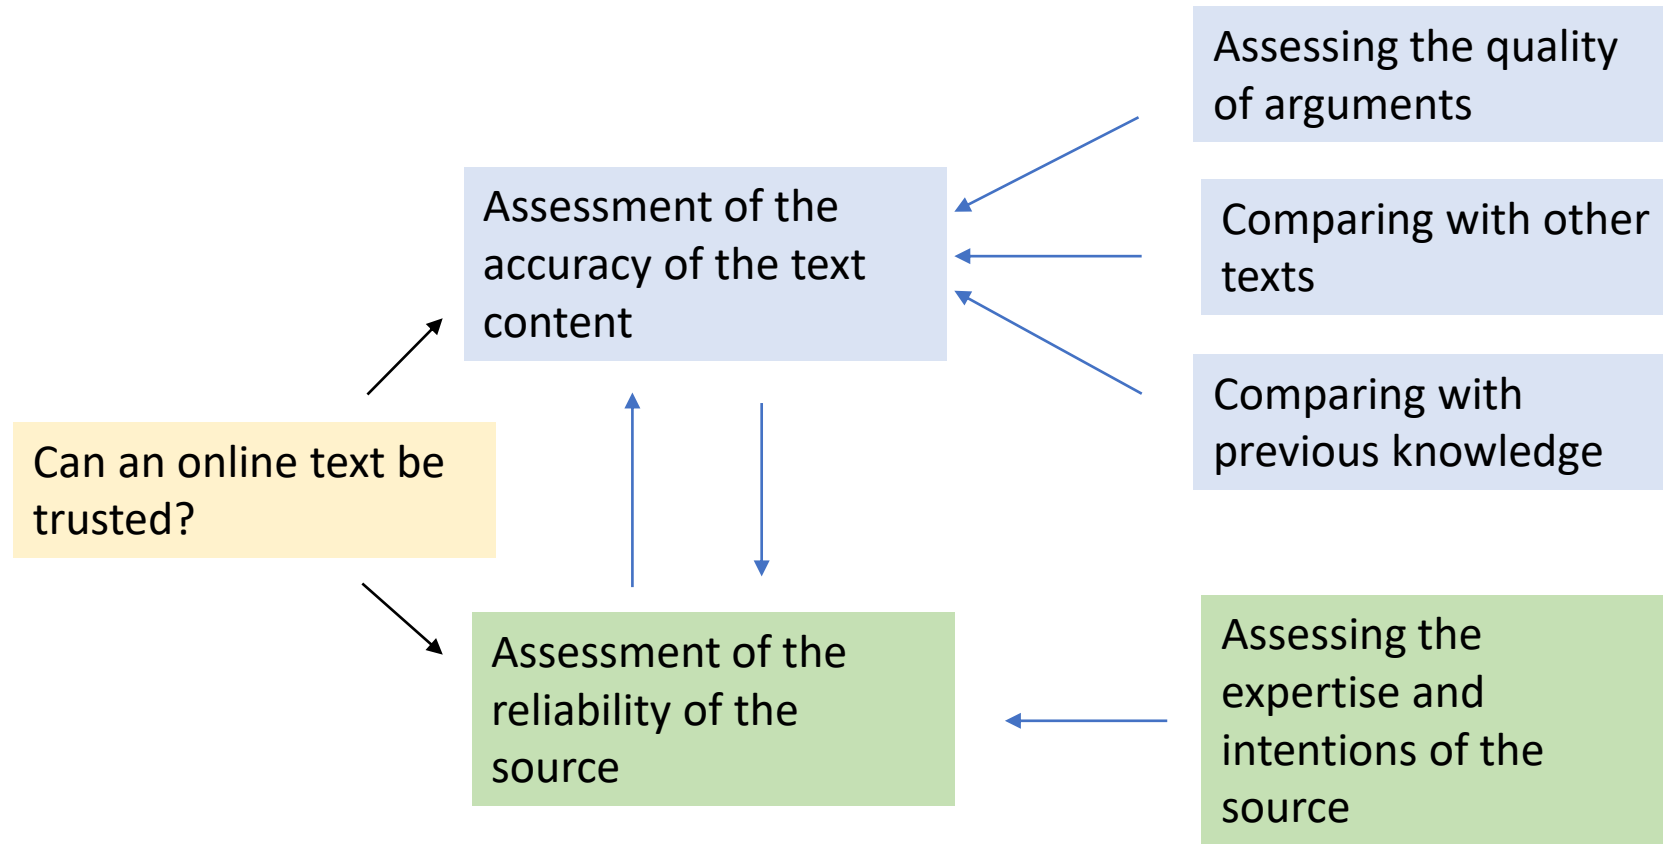 Can an online text be
trusted?
Assessment of the
accuracy of the text
content
Assessment of the
reliability of the
source
Assessing the quality
of arguments
Comparing with other
texts
Comparing with
previous knowledge
Assessing the
expertise and
intentions of the
source